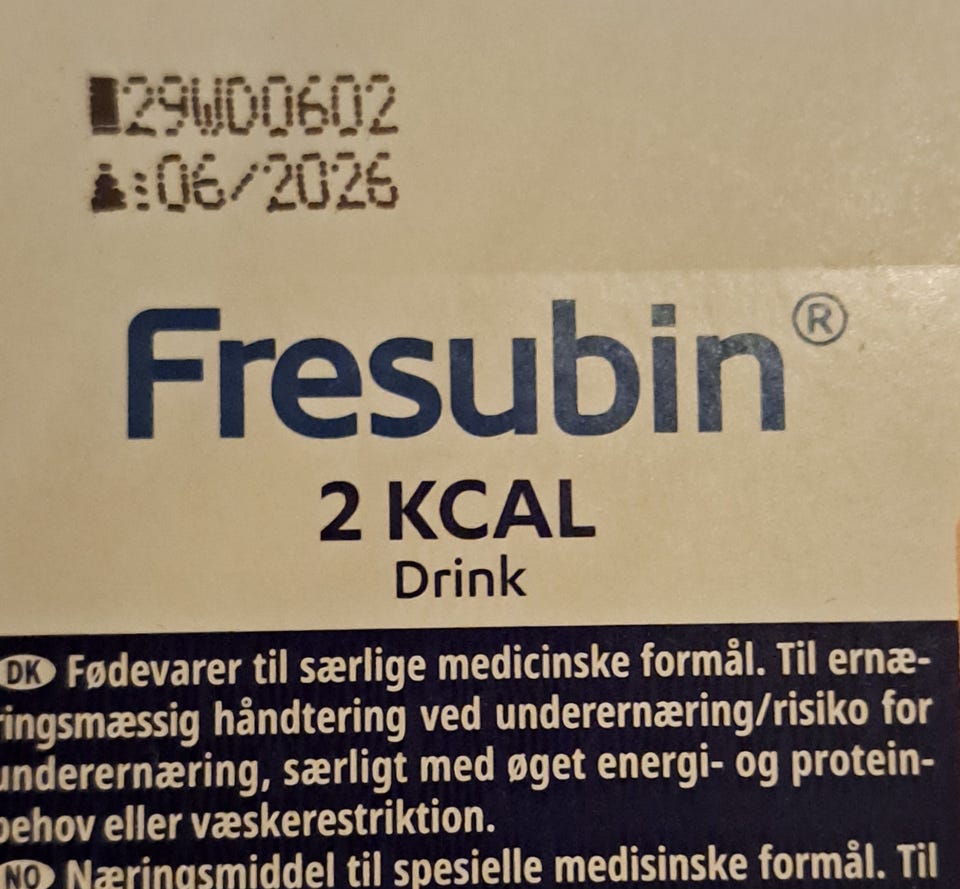 29WD0602
:06/2026
Fresubin®
2 KCAL
Drink
DK Fødevarer til særlige medicinske formål. Til ernæ-
ringsmæssig håndtering ved underernæring/risiko for
underernæring, særligt med øget energi- og protein-
behov eller væskerestriktion.
NO Næringsmiddel til spesielle medisinske formål. Til